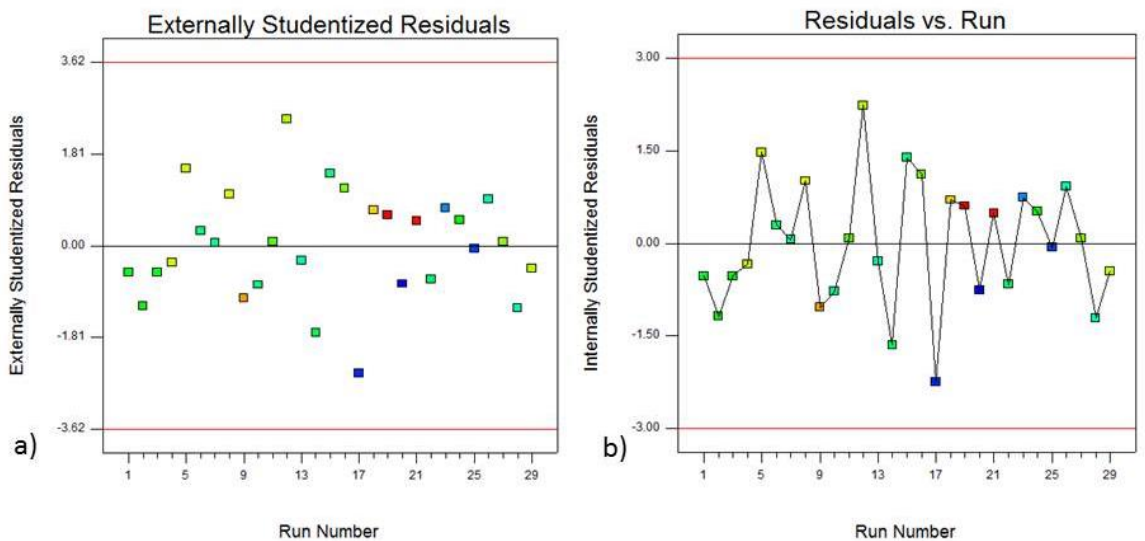 Externally Studentized Residuals
Externally Studentized Residuals
3.62
1.81
0.00
-1.81
-3.62
1 5 9 13 17 21 25 29
Run Number
a)
Residuals vs. Run
Internally Studentized Residuals
3.00
1.50
0.00
-1.50
-3.00
1 5 9 13 17 21 25 29
Run Number
b)